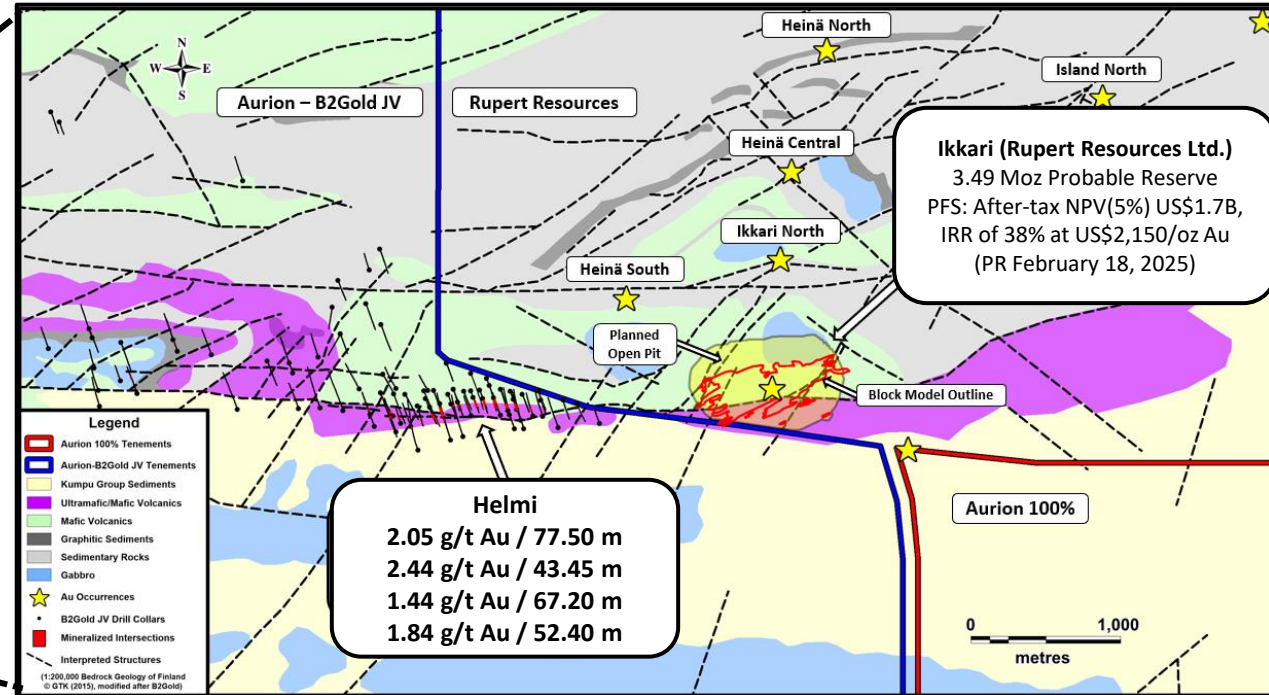 N
W E
S
Aurion – B2Gold JV
Rupert Resources
Heinä North
Island North
Heinä Central
Ikkari (Rupert Resources Ltd.)
3.49 Moz Probable Reserve
PFS: After-tax NPV(5%) US$1.7B,
IRR of 38% at US$2,150/oz Au
(PR February 18, 2025)
Ikkari North
Heinä South
Planned
Open Pit
Block Model Outline
Legend
Aurion 100% Tenements
Aurion-B2Gold JV Tenements
Kumpu Group Sediments
Ultramafic/Mafic Volcanics
Mafic Volcanics
Graphitic Sediments
Sedimentary Rocks
Gabbro
Au Occurrences
B2Gold JV Drill Collars
Mineralized Intersections
Interpreted Structures
(1:200,000 Bedrock Geology of Finland
© GTK (2015), modified after B2Gold)
Helmi
2.05 g/t Au / 77.50 m
2.44 g/t Au / 43.45 m
1.44 g/t Au / 67.20 m
1.84 g/t Au / 52.40 m
Aurion 100%
0 1,000
metres